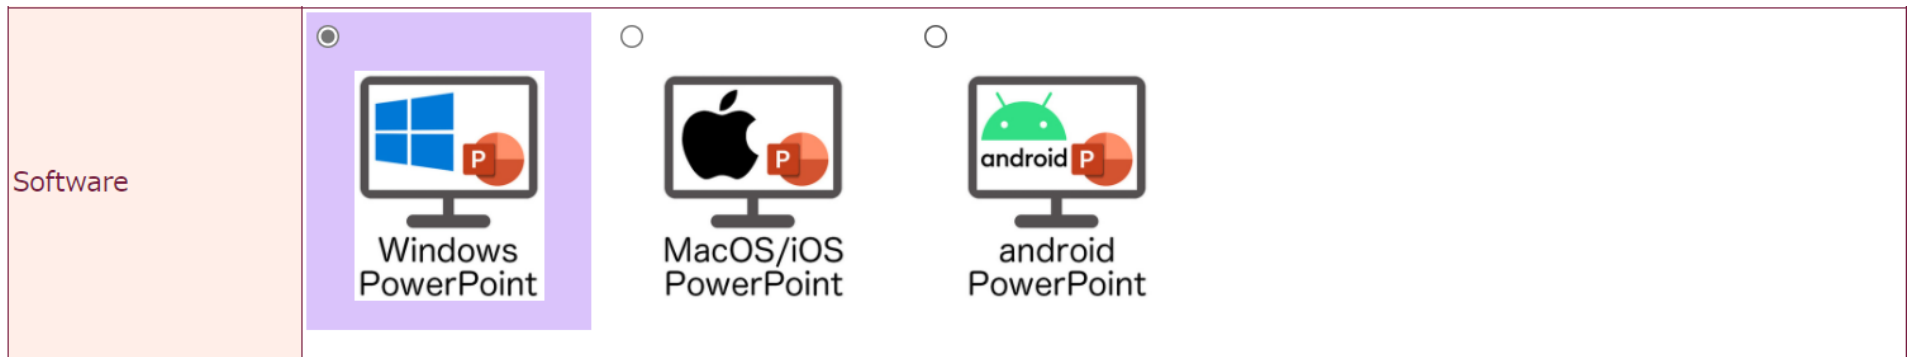 Software
P
Windows
PowerPoint
P
MacOS/iOS
PowerPoint
android P
android
PowerPoint